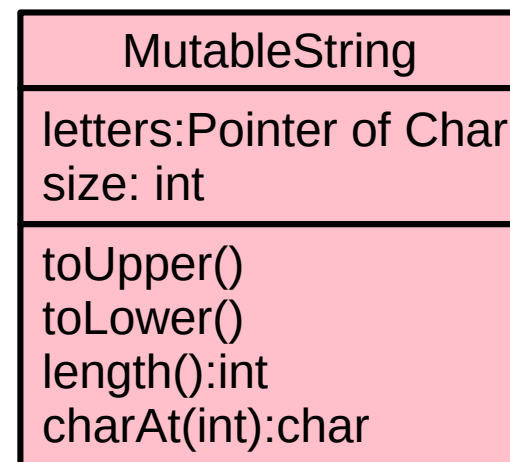 MutableString
letters:Pointer of Char
size: int
toUpper()
toLower()
length():int
charAt(int):char